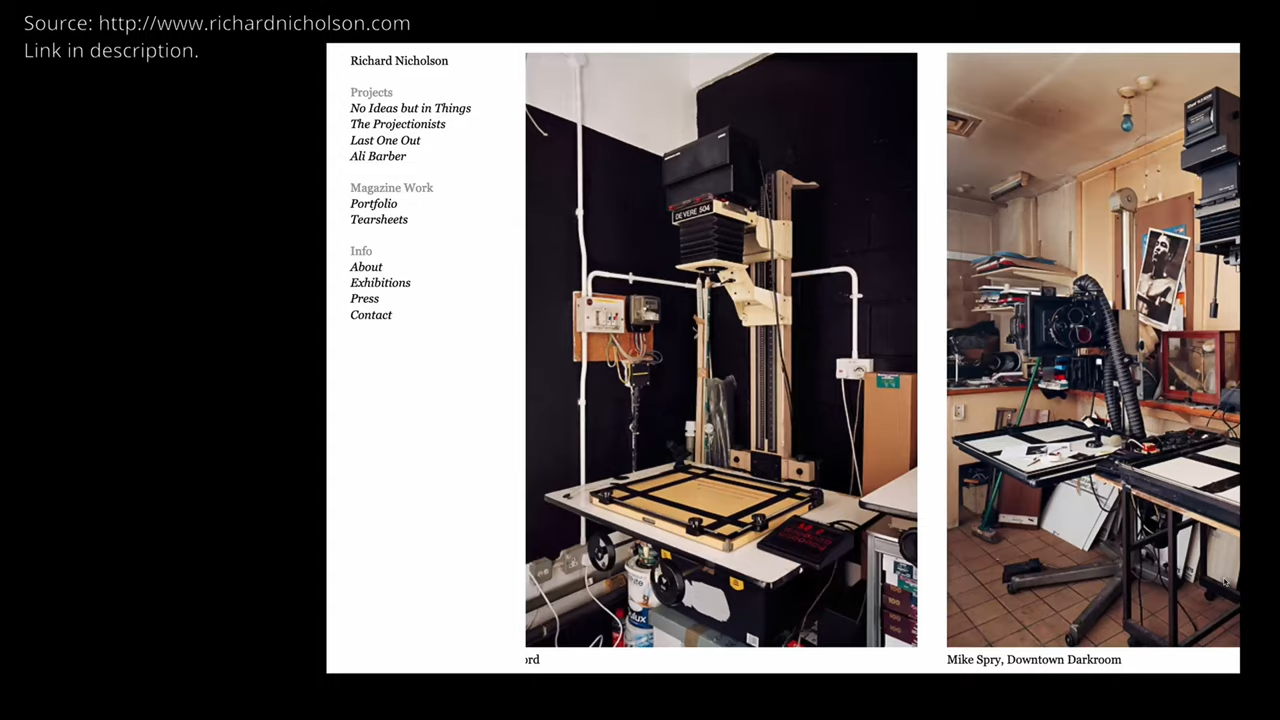 Source: http://www.richardnicholson.com
Link in description.
Richard Nicholson
Projects
No Ideas but in Things
The Projectionists
Last One Out
Ali Barber
Magazine Work
Portfolio
Tearsheets
Info
About
Exhibitions
Press
Contact
DE VERE 504
ord
Mike Spry, Downtown Darkroom